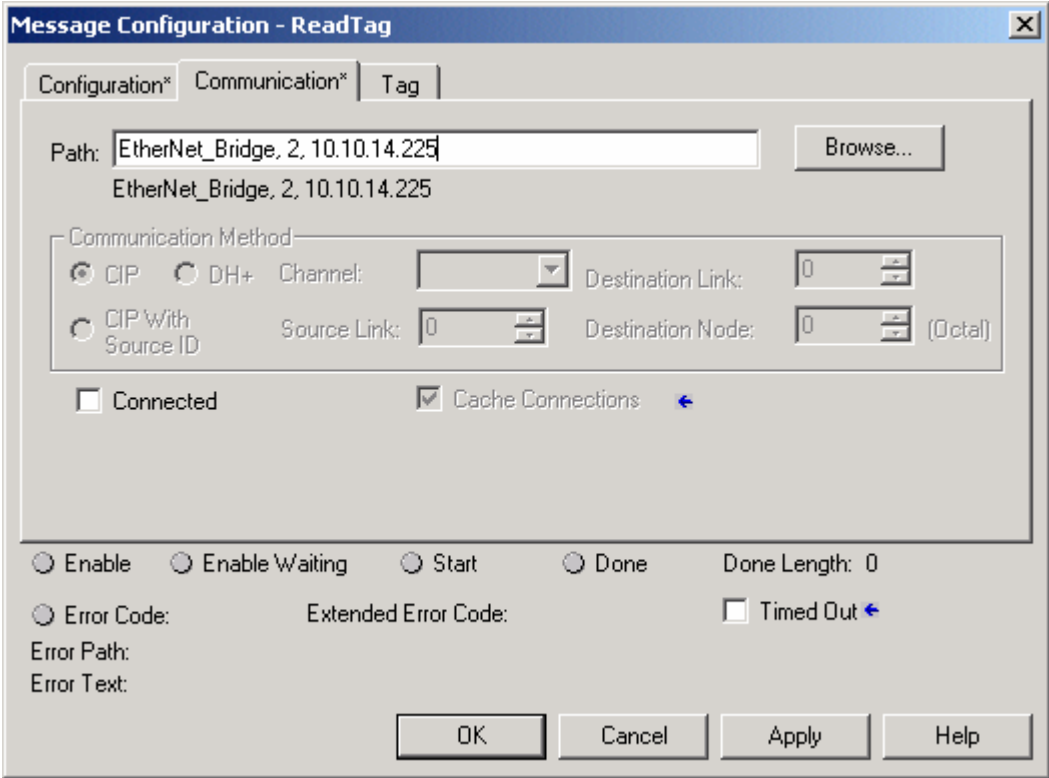 Message Configuration - ReadTag
Configuration* Communication* Tag
Path: EtherNet_Bridge, 2, 10.10.14.225 Browse...
EtherNet_Bridge, 2, 10.10.14.225
Communication Method
CIP DH+ Channel: Destination Link: 0
CIP With Source ID Source Link: 0 Destination Node: 0 (Octal)
Connected Cache Connections
Enable Enable Waiting Start Done Done Length: 0
Error Code: Extended Error Code: Timed Out
Error Path:
Error Text:
OK Cancel Apply Help